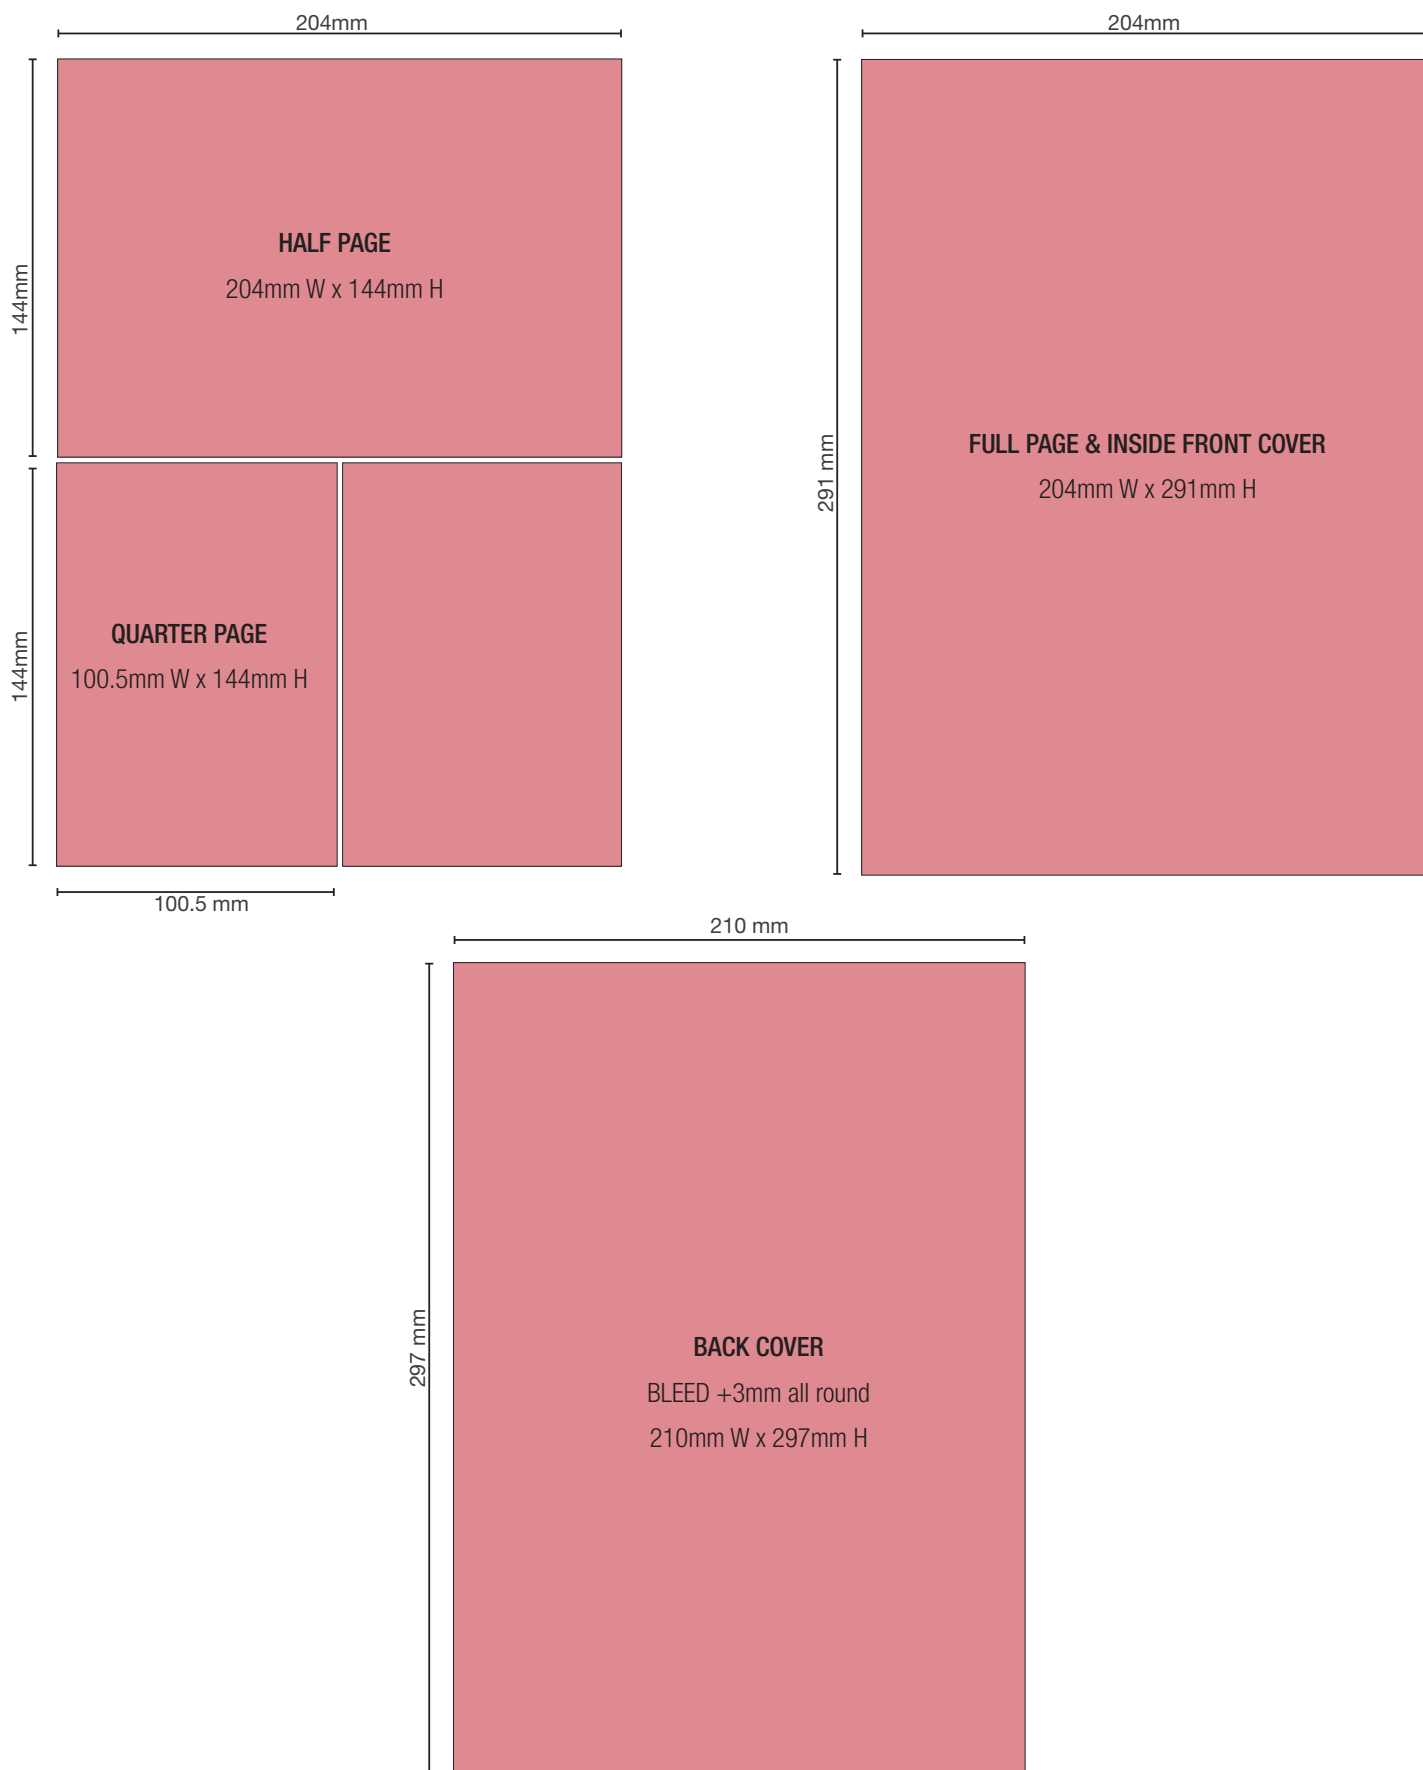 204mm
144mm
HALF PAGE
204mm W x 144mm H
144mm
QUARTER PAGE
100.5mm W x 144mm H
100.5 mm
204mm
291 mm
FULL PAGE & INSIDE FRONT COVER
204mm W x 291mm H
210 mm
297 mm
BACK COVER
BLEED +3mm all round
210mm W x 297mm H